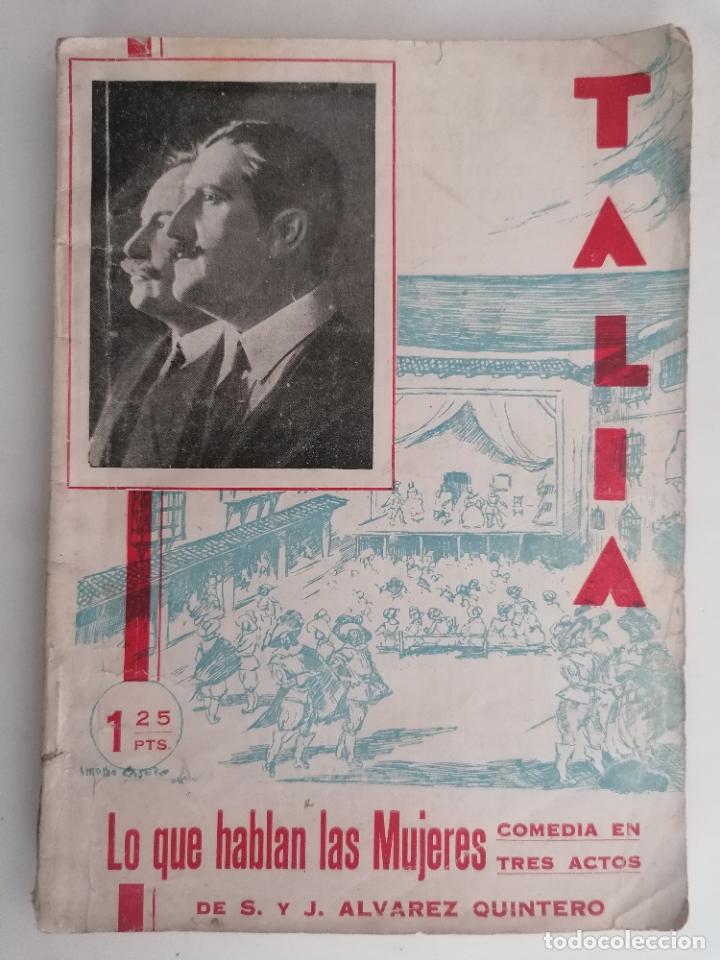 TALIA
1 25
PTS.
Lo que hablan las Mujeres
COMEDIA EN
TRES ACTOS
DE S. Y J. ALVAREZ QUINTERO
todocoleccion